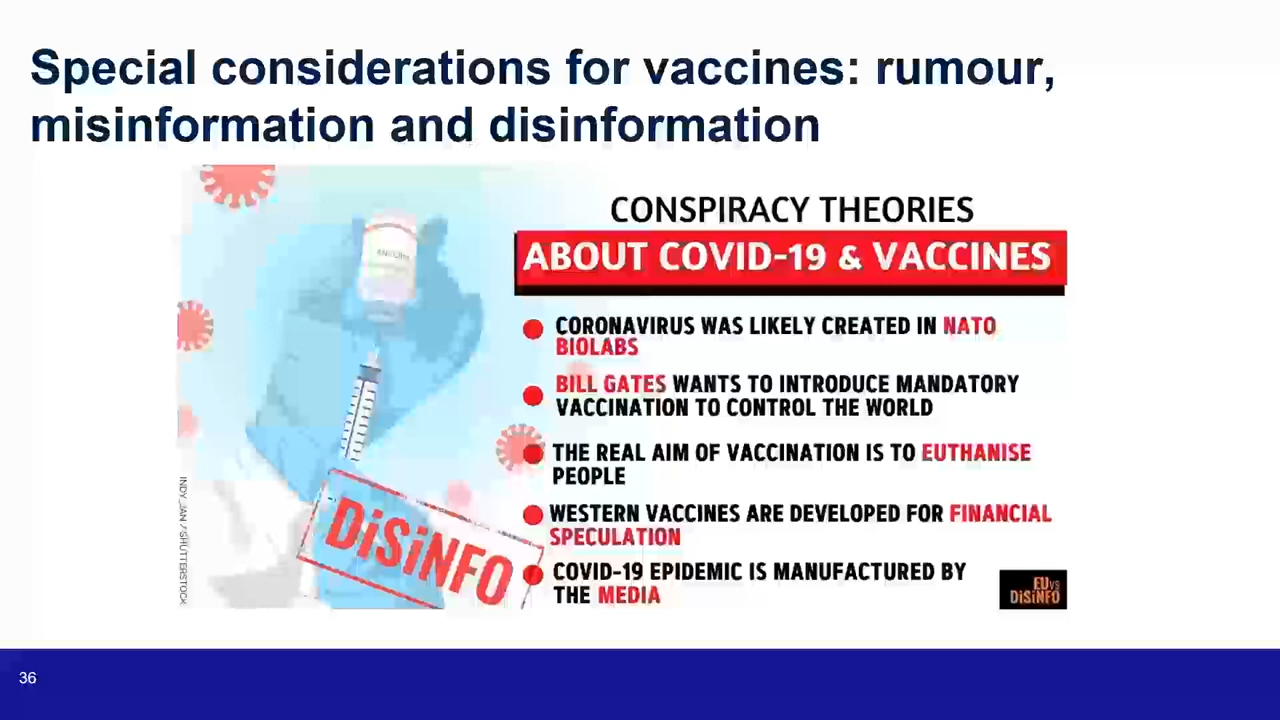 Special considerations for vaccines: rumour,
misinformation and disinformation
CONSPIRACY THEORIES
ABOUT COVID-19 & VACCINES
CORONAVIRUS WAS LIKELY CREATED IN NATO
BIOLABS
BILL GATES WANTS TO INTRODUCE MANDATORY
VACCINATION TO CONTROL THE WORLD
THE REAL AIM OF VACCINATION IS TO EUTHANISE
PEOPLE
WESTERN VACCINES ARE DEVELOPED FOR FINANCIAL
SPECULATION
COVID-19 EPIDEMIC IS MANUFACTURED BY
THE MEDIA
DiSiNFO
INDY_JAN / SHUTTERSTOCK
EUvs
DiSiNFO
36